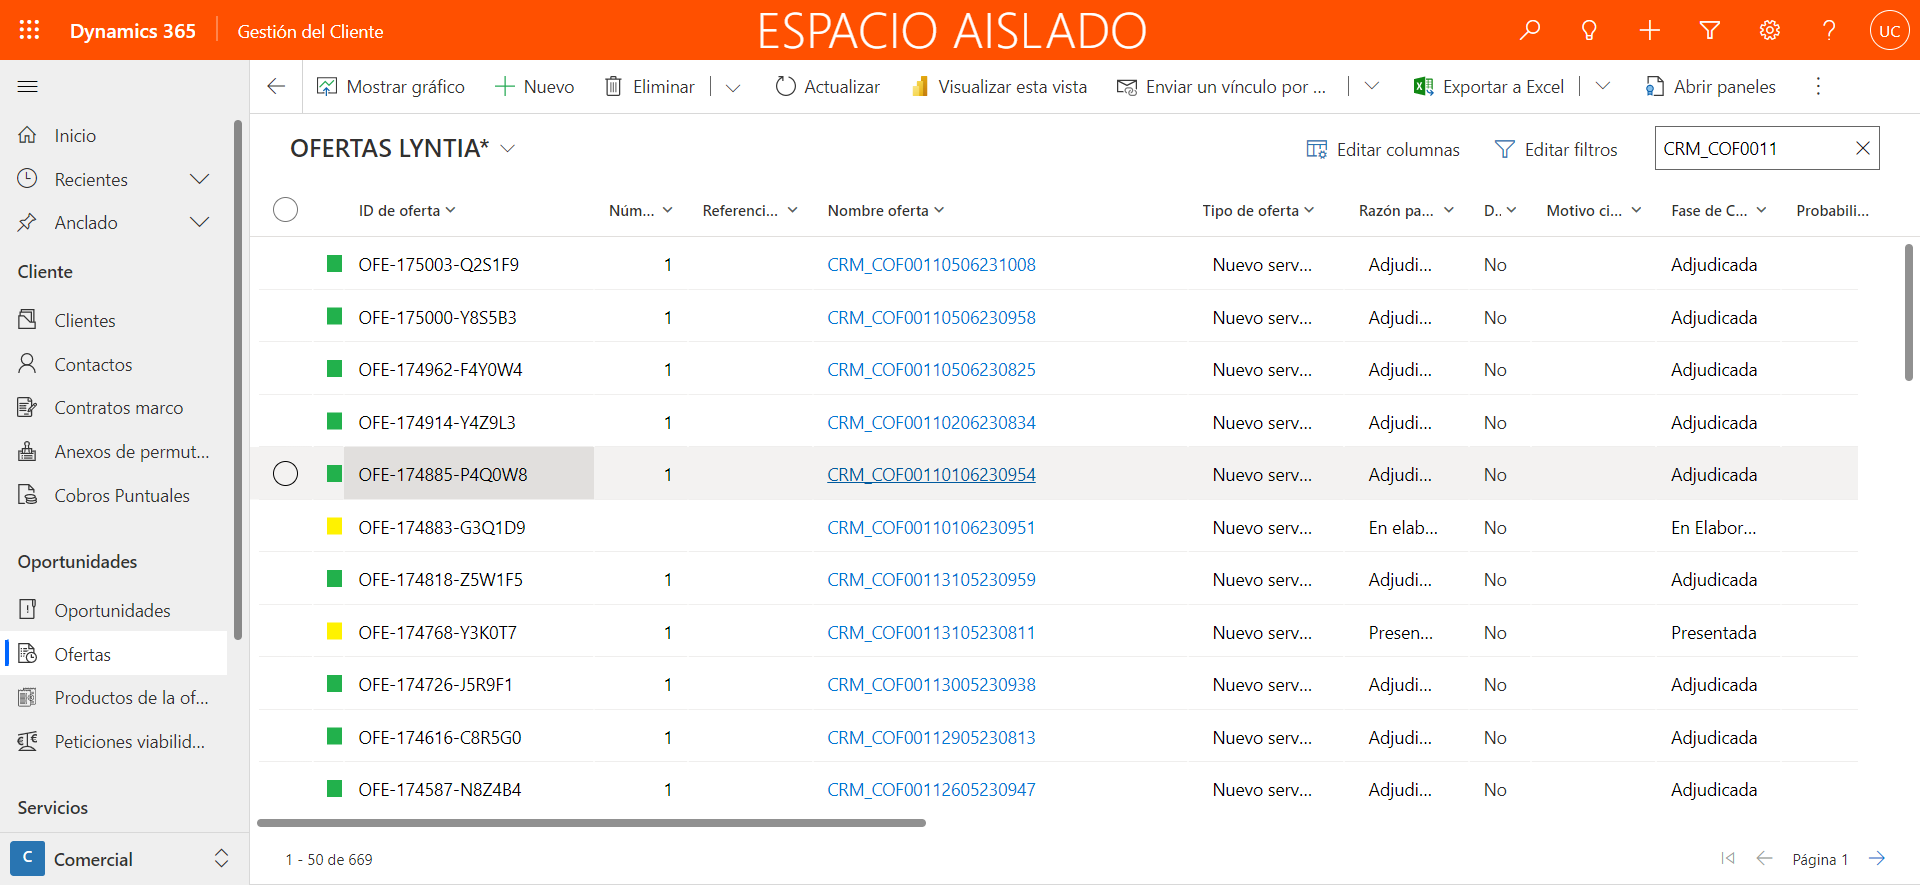 Dynamics 365 Gestión del Cliente ESPACIO AISLADO UC
Mostrar gráfico Nuevo Eliminar Actualizar Visualizar esta vista Enviar un vínculo por ... Exportar a Excel Abrir paneles
Inicio
Recientes
Anclado
Cliente
Clientes
Contactos
Contratos marco
Anexos de permut...
Cobros Puntuales
Oportunidades
Oportunidades
Ofertas
Productos de la of...
Peticiones viabilid...
Servicios
C Comercial
OFERTAS LYNTIA* Editar columnas Editar filtros CRM_COF0011
ID de oferta Núm... Referenci... Nombre oferta Tipo de oferta Razón pa... D.. Motivo ci... Fase de C... Probabili...
OFE-175003-Q2S1F9 1 CRM_COF00110506231008 Nuevo serv... Adjudi... No Adjudicada
OFE-175000-Y8S5B3 1 CRM_COF00110506230958 Nuevo serv... Adjudi... No Adjudicada
OFE-174962-F4Y0W4 1 CRM_COF00110506230825 Nuevo serv... Adjudi... No Adjudicada
OFE-174914-Y4Z9L3 1 CRM_COF00110206230834 Nuevo serv... Adjudi... No Adjudicada
OFE-174885-P4Q0W8 1 CRM_COF00110106230954 Nuevo serv... Adjudi... No Adjudicada
OFE-174883-G3Q1D9 CRM_COF00110106230951 Nuevo serv... En elab... No En Elabor...
OFE-174818-Z5W1F5 1 CRM_COF00113105230959 Nuevo serv... Adjudi... No Adjudicada
OFE-174768-Y3K0T7 1 CRM_COF00113105230811 Nuevo serv... Presen... No Presentada
OFE-174726-J5R9F1 1 CRM_COF00113005230938 Nuevo serv... Adjudi... No Adjudicada
OFE-174616-C8R5G0 1 CRM_COF00112905230813 Nuevo serv... Adjudi... No Adjudicada
OFE-174587-N8Z4B4 1 CRM_COF00112605230947 Nuevo serv... Adjudi... No Adjudicada
1 - 50 de 669 Página 1